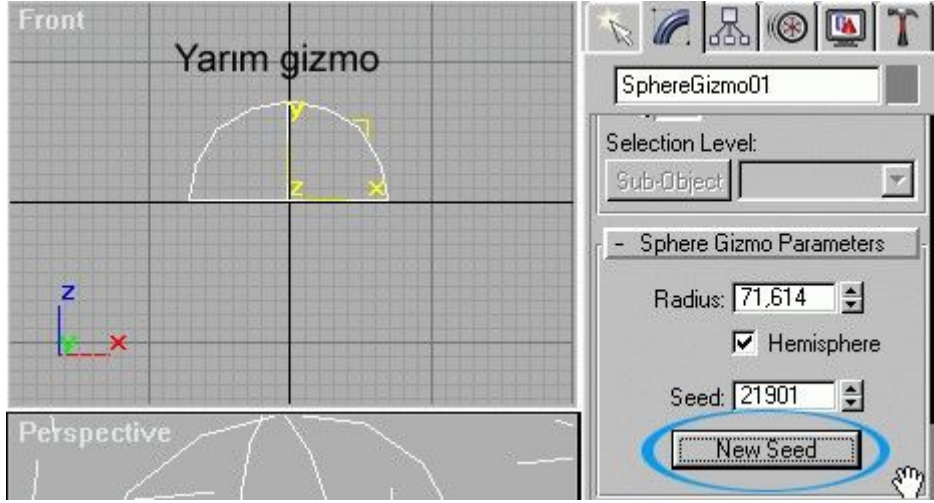 Front
Yarım gizmo
y
z
x
z
y
x
Perspective
SphereGizmo01
Selection Level:
Sub-Object
- Sphere Gizmo Parameters
Radius: 71,614
Hemisphere
Seed: 21901
New Seed